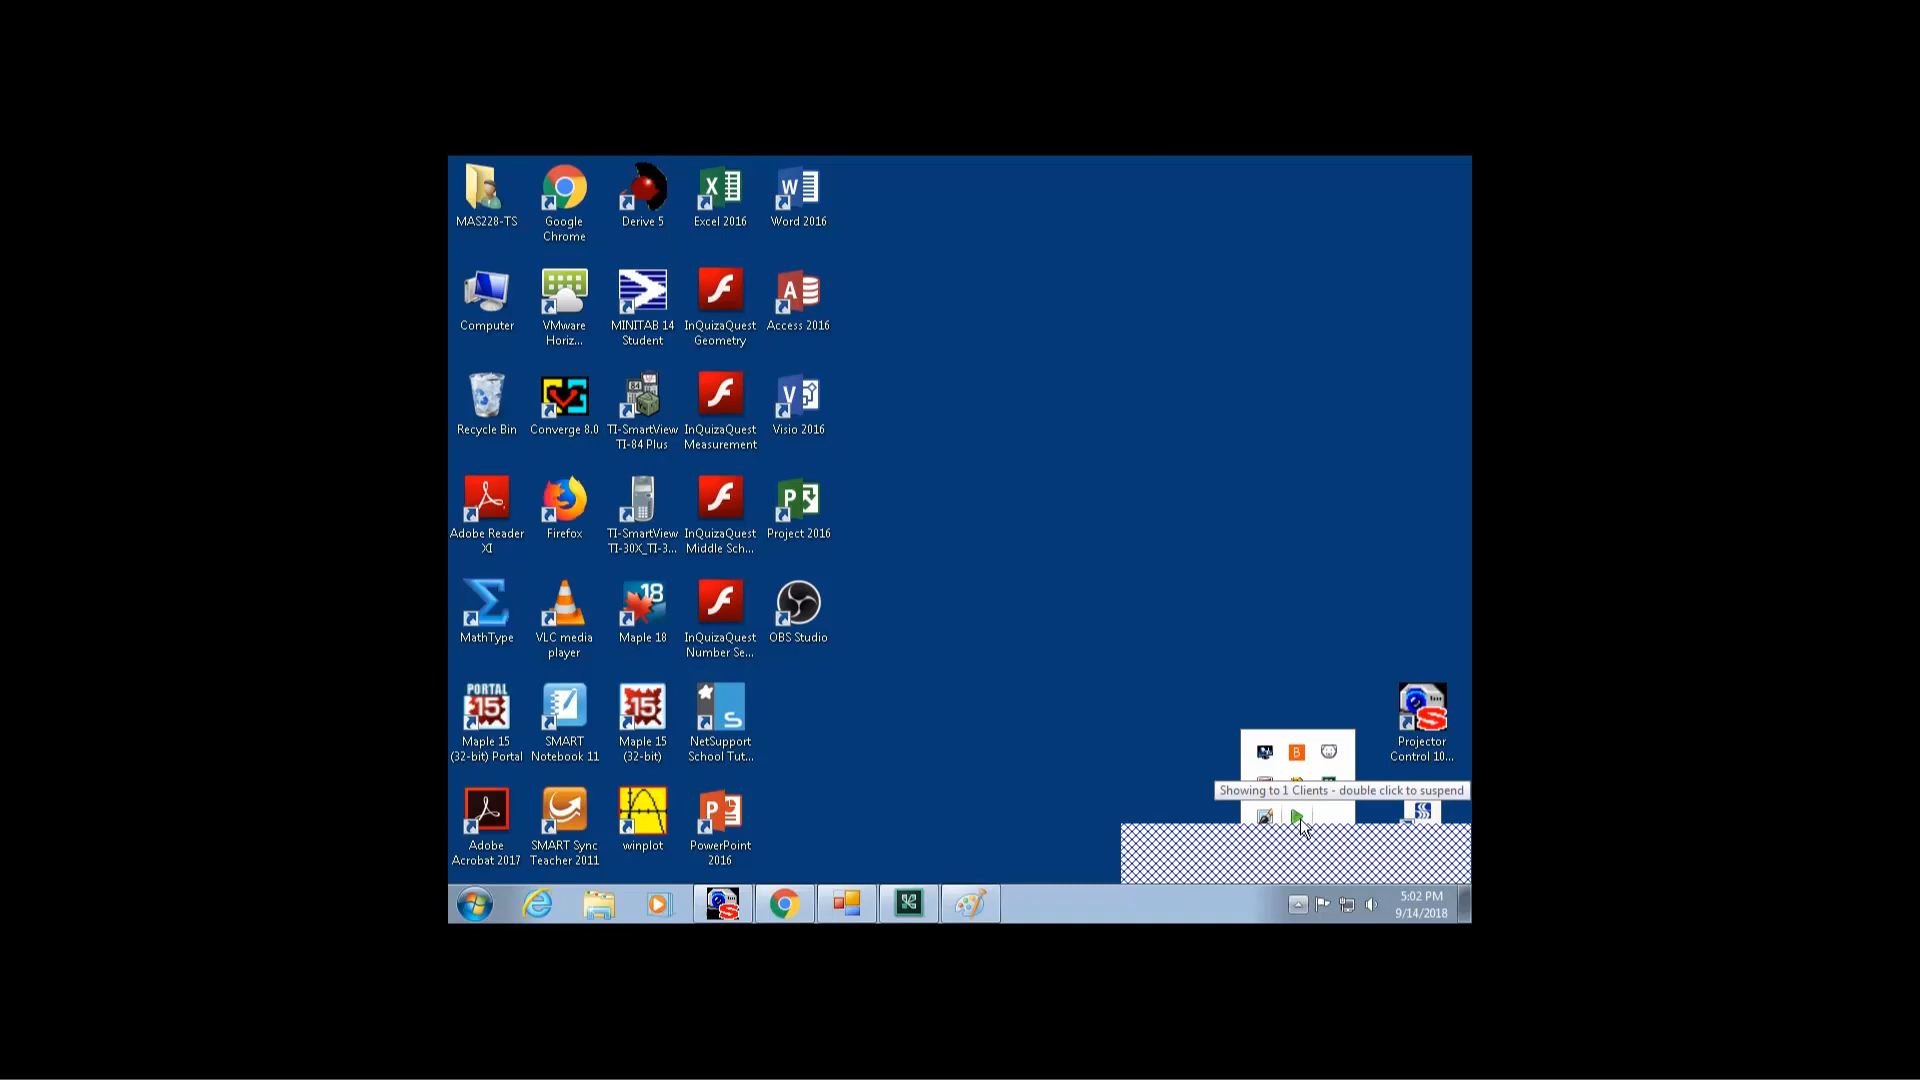 MAS228-TS
Google
Chrome
Derive 5
Excel 2016
Word 2016
Computer
VMware
Horiz...
MINITAB 14
Student
InQuizaQuest
Geometry
Access 2016
Recycle Bin
Converge 8.0
TI-SmartView
TI-84 Plus
InQuizaQuest
Measurement
Visio 2016
Adobe Reader
XI
Firefox
TI-SmartView
TI-30X_TI-3...
InQuizaQuest
Middle Sch...
Project 2016
MathType
VLC media
player
18
Maple 18
InQuizaQuest
Number Se...
OBS Studio
PORTAL
15
Maple 15
(32-bit) Portal
SMART
Notebook 11
15
Maple 15
(32-bit)
NetSupport
School Tut...
Projector
Control 10...
Adobe
Acrobat 2017
SMART Sync
Teacher 2011
winplot
PowerPoint
2016
Showing to 1 Clients - double click to suspend
5:02 PM
9/14/2018